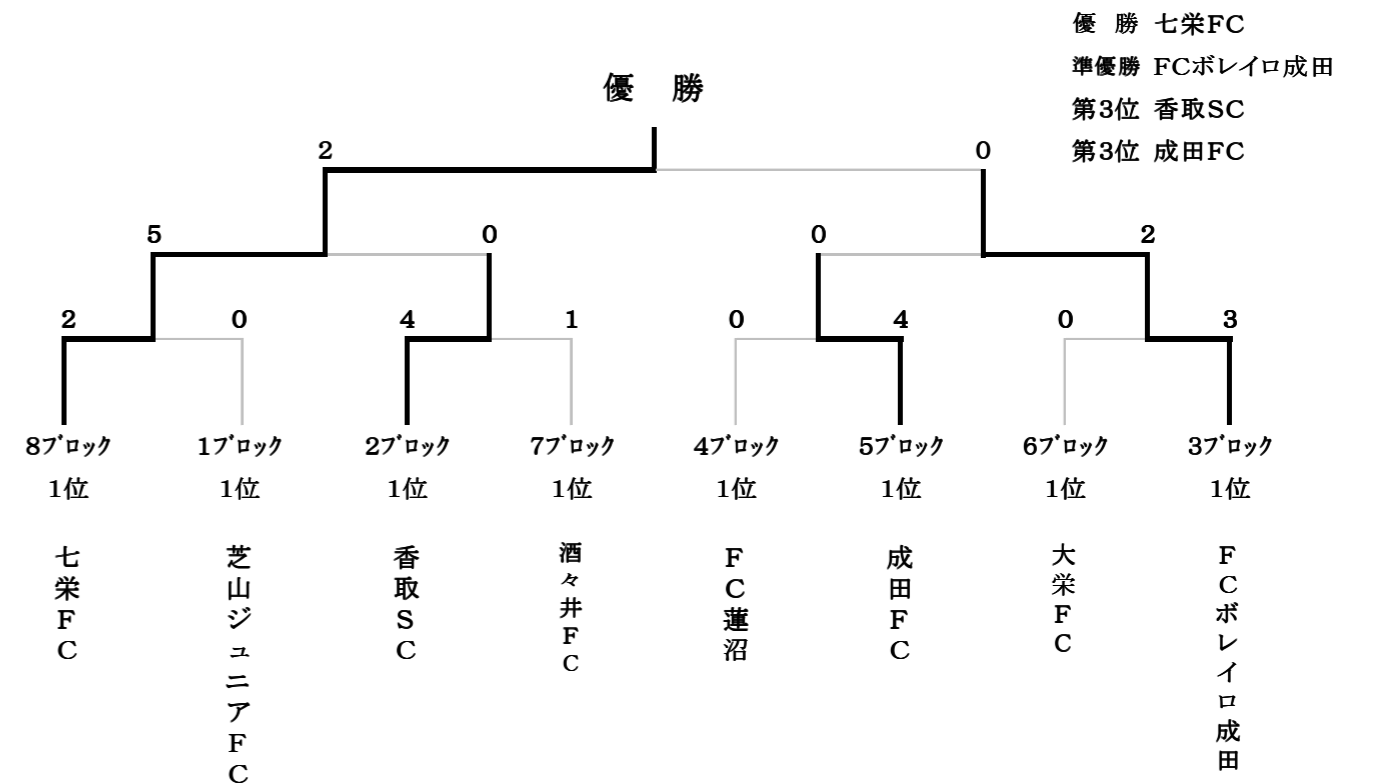 優　勝 七栄FC
準優勝 FCボレイロ成田
第3位 香取SC
第3位 成田FC
優　勝
2 0
5 0 0 2
2 0 4 1 0 4 0 3
8ブロック 1ブロック 2ブロック 7ブロック 4ブロック 5ブロック 6ブロック 3ブロック
1位 1位 1位 1位 1位 1位 1位 1位
七栄FC
芝山ジュニアFC
香取SC
酒々井FC
FC蓮沼
成田FC
大栄FC
FCボレイロ成田